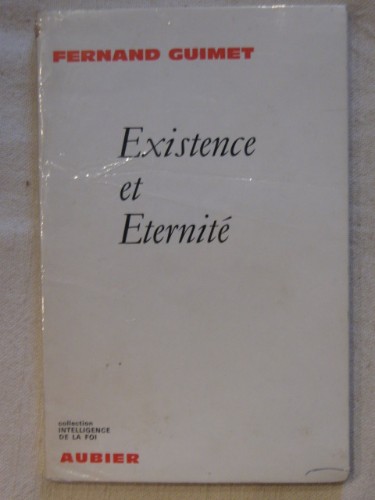 FERNAND GUIMET
Existence
et
Eternité
collection
INTELLIGENCE
DE LA FOI
AUBIER